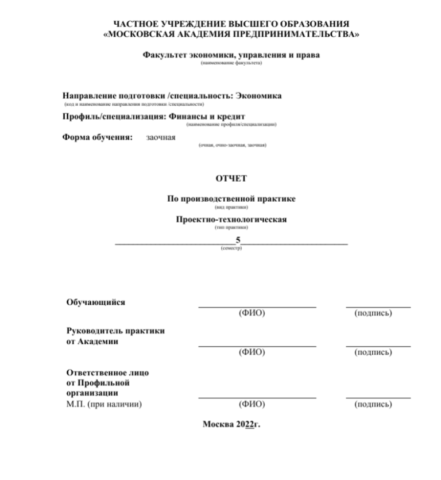 ЧАСТНОЕ УЧРЕЖДЕНИЕ ВЫСШЕГО ОБРАЗОВАНИЯ
«МОСКОВСКАЯ АКАДЕМИЯ ПРЕДПРИНИМАТЕЛЬСТВА»
Факультет экономики, управления и права
(наименование факультета)
Направление подготовки /специальность: Экономика
(код и наименование направления подготовки /специальности)
Профиль/специализация: Финансы и кредит
(наименование профиля/специализации)
Форма обучения: заочная
(очная, очно-заочная, заочная)
ОТЧЕТ
По производственной практике
(вид практики)
Проектно-технологическая
(тип практики)
5
(семестр)
Обучающийся
(ФИО) (подпись)
Руководитель практики
от Академии
(ФИО) (подпись)
Ответственное лицо
от Профильной
организации
М.П. (при наличии) (ФИО) (подпись)
Москва 2022г.